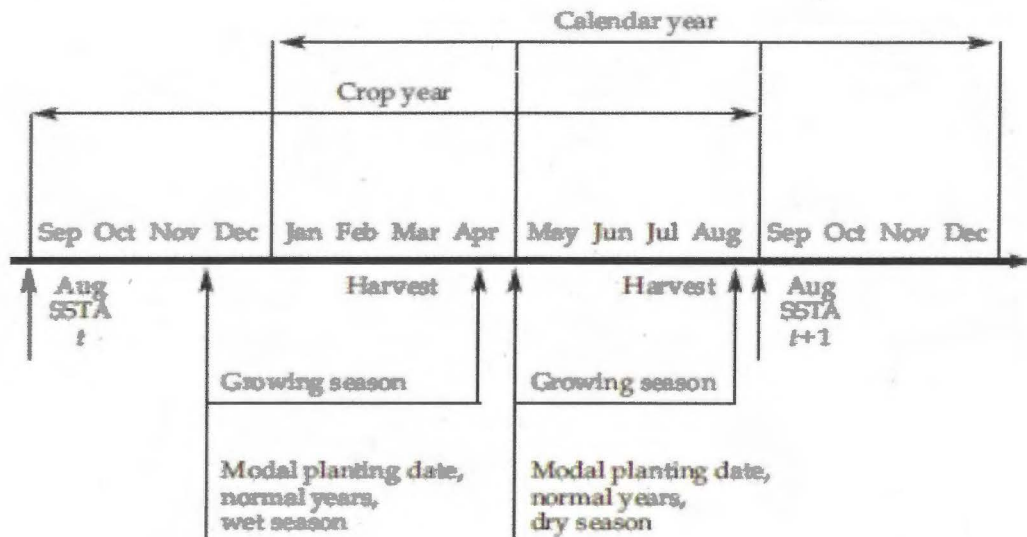 Calendar year
Crop year
Sep Oct Nov Dec Jan Feb Mar Apr May Jun Jul Aug Sep Oct Nov Dec
Aug
SSTA
t
Harvest
Harvest
Aug
SSTA
t+1
Growing season
Growing season
Modal planting date,
normal years,
wet season
Modal planting date,
normal years,
dry season